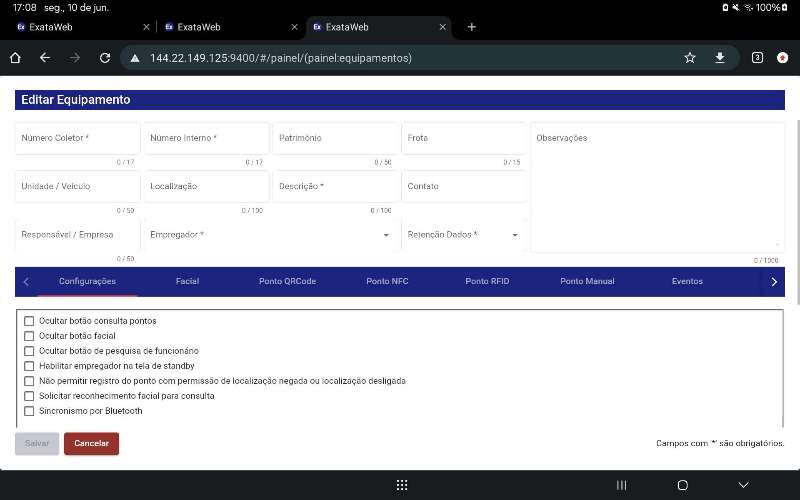 17:08 seg., 10 de jun. 100%
ExataWeb
ExataWeb
ExataWeb
144.22.149.125:9400/#/painel/(painel:equipamentos)
3
Editar Equipamento
Número Coletor * Número Interno * Patrimônio Frota Observações
0 / 17 0 / 17 0 / 50 0 / 15
Unidade / Veículo Localização Descrição * Contato
0 / 50 0 / 100 0 / 100
Responsável / Empresa Empregador * Retenção Dados *
0 / 50 0 / 1000
Configurações Facial Ponto QRCode Ponto NFC Ponto RFID Ponto Manual Eventos
Ocultar botão consulta pontos
Ocultar botão facial
Ocultar botão de pesquisa de funcionário
Habilitar empregador na tela de standby
Não permitir registro do ponto com permissão de localização negada ou localização desligada
Solicitar reconhecimento facial para consulta
Sincronismo por Bluetooth
Salvar Cancelar Campos com '*' são obrigatórios.